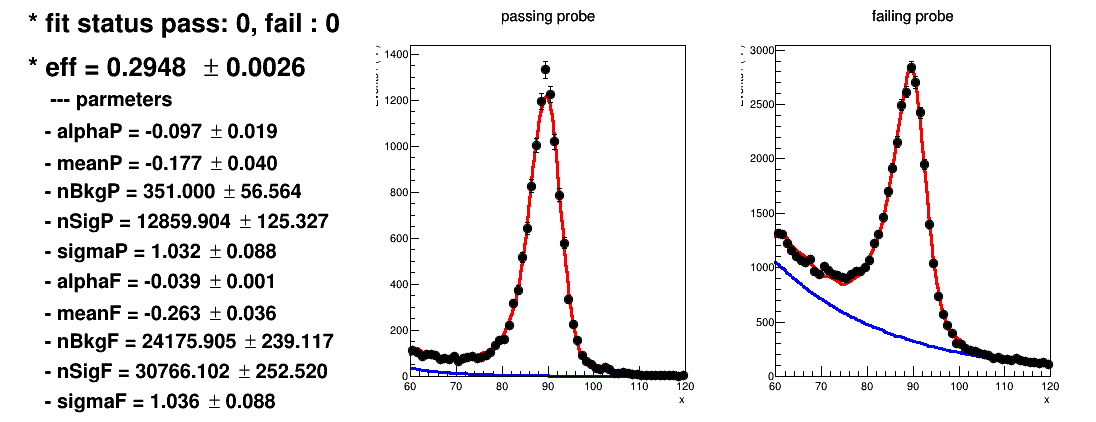 * fit status pass: 0, fail : 0
* eff = 0.2948 ± 0.0026
--- parmeters
- alphaP = -0.097 ± 0.019
- meanP = -0.177 ± 0.040
- nBkgP = 351.000 ± 56.564
- nSigP = 12859.904 ± 125.327
- sigmaP = 1.032 ± 0.088
- alphaF = -0.039 ± 0.001
- meanF = -0.263 ± 0.036
- nBkgF = 24175.905 ± 239.117
- nSigF = 30766.102 ± 252.520
- sigmaF = 1.036 ± 0.088
passing probe
1400
1200
1000
800
600
400
200
0
60 70 80 90 100 110 120
x
failing probe
3000
2500
2000
1500
1000
500
0
60 70 80 90 100 110 120
x